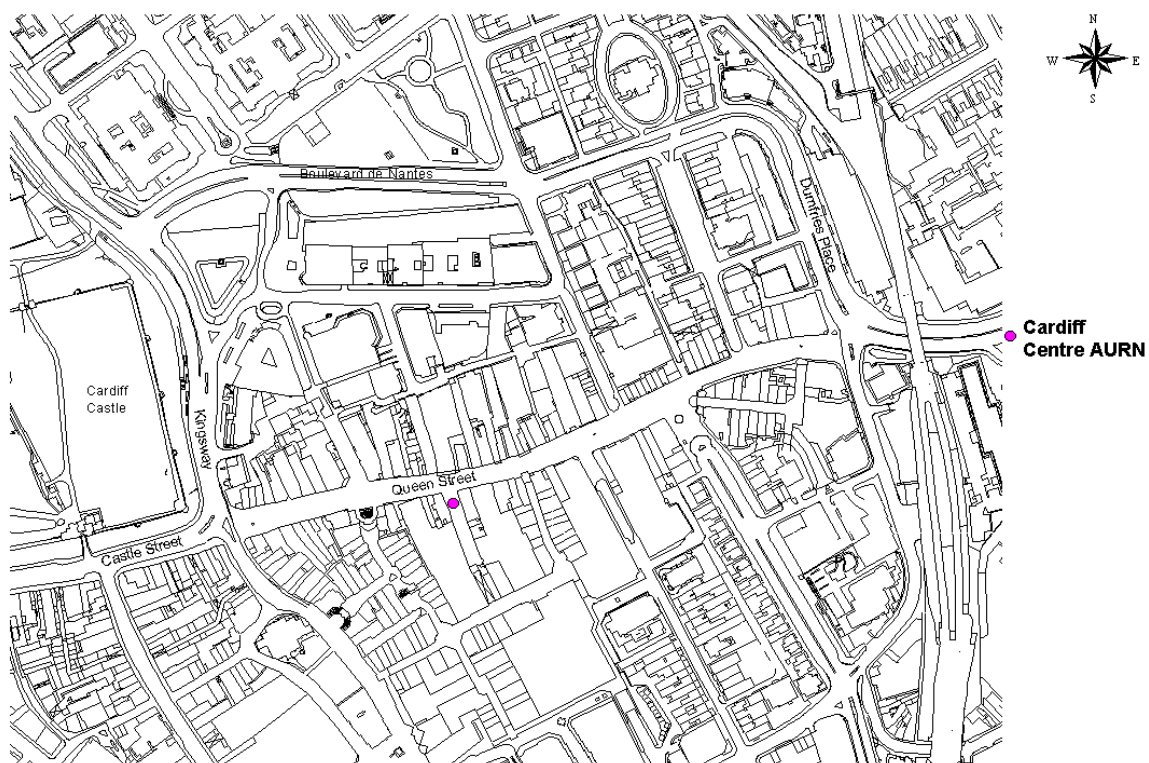 N
W E
S
Boulevard de Nantes
Dumfries Place
Cardiff
Centre AURN
Cardiff
Castle
Kingsway
Queen Street
Castle Street